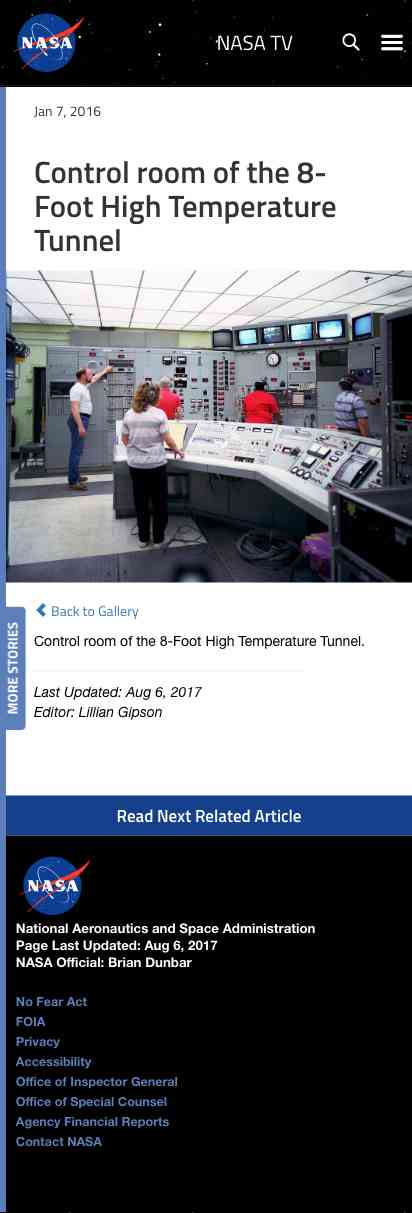 NASA
NASA TV
Jan 7, 2016
Control room of the 8-
Foot High Temperature
Tunnel
Back to Gallery
Control room of the 8-Foot High Temperature Tunnel.
MORE STORIES
Last Updated: Aug 6, 2017
Editor: Lillian Gipson
Read Next Related Article
NASA
National Aeronautics and Space Administration
Page Last Updated: Aug 6, 2017
NASA Official: Brian Dunbar
No Fear Act
FOIA
Privacy
Accessibility
Office of Inspector General
Office of Special Counsel
Agency Financial Reports
Contact NASA